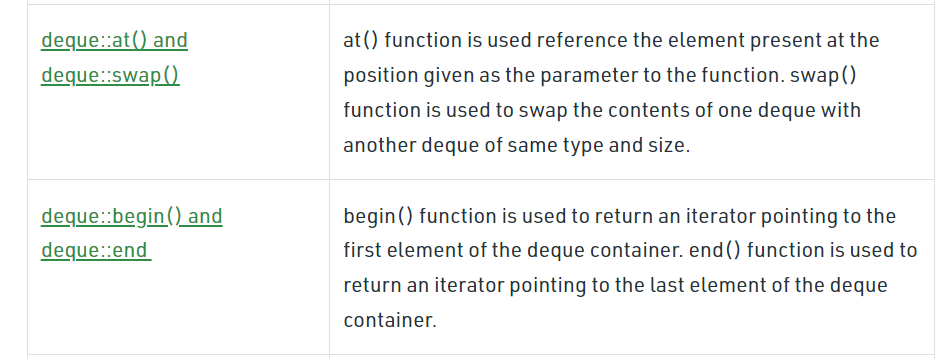 deque::at() and
deque::swap()
at() function is used reference the element present at the
position given as the parameter to the function. swap()
function is used to swap the contents of one deque with
another deque of same type and size.
deque::begin() and
deque::end
begin() function is used to return an iterator pointing to the
first element of the deque container. end() function is used to
return an iterator pointing to the last element of the deque
container.